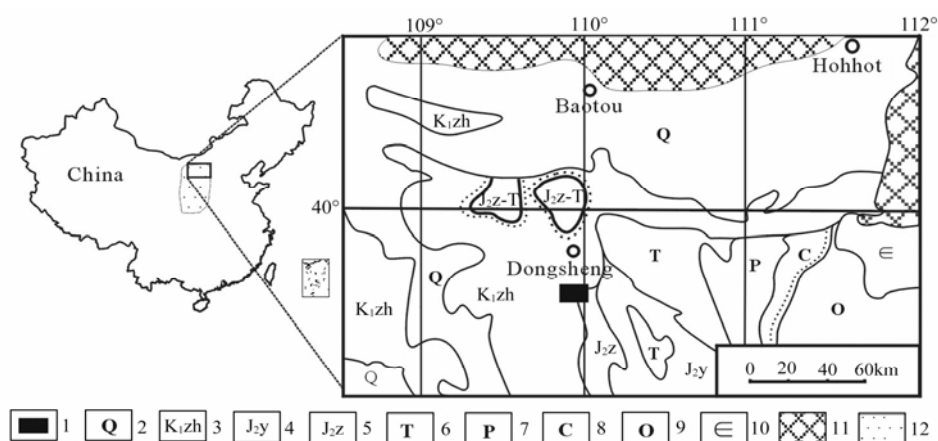 109° 110° 111° 112°
Hohhot
Baotou
K₁zh
Q
China
J₂z-T J₂z-T
40°
T
P C ∈
Dongsheng
Q
K₁zh K₁zh
O
J₂z
T
J₂y
Q
0 20 40 60km
1 Q 2 K₁zh 3 J₂y 4 J₂z 5 T 6 P 7 C 8 O 9 ∈ 10 11 12